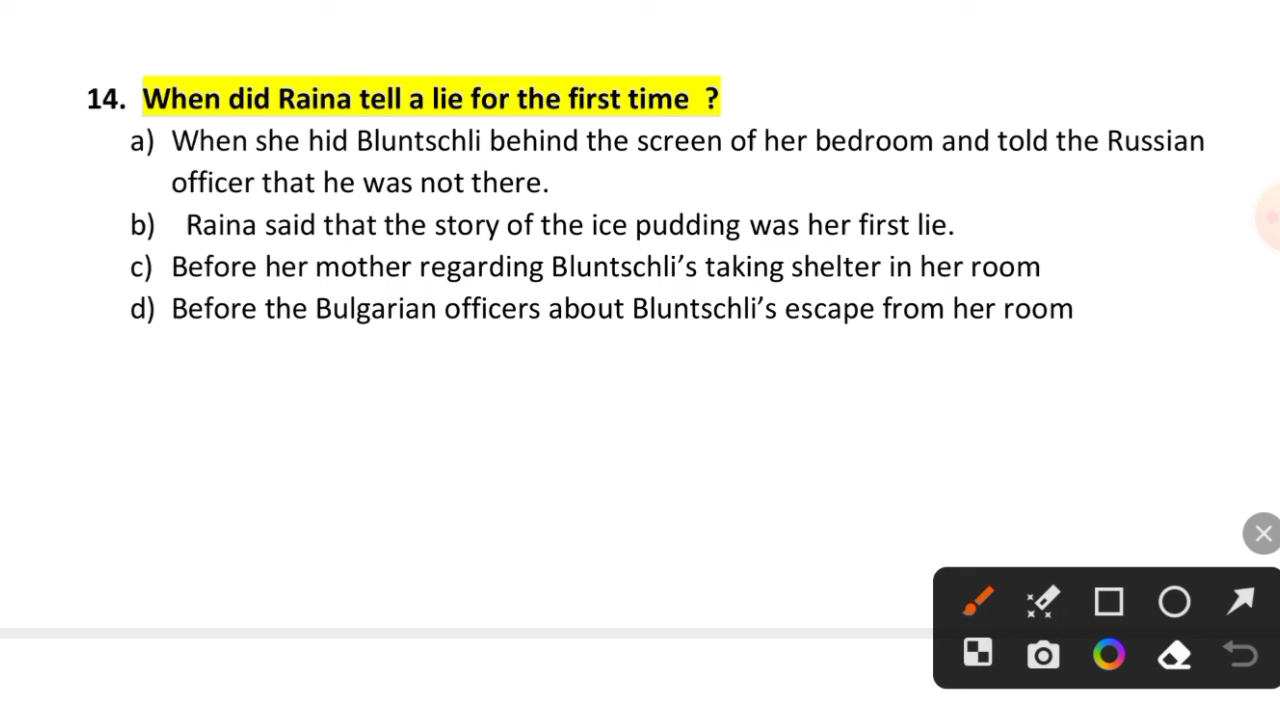 14. When did Raina tell a lie for the first time ?
a) When she hid Bluntschli behind the screen of her bedroom and told the Russian
officer that he was not there.
b) Raina said that the story of the ice pudding was her first lie.
c) Before her mother regarding Bluntschli’s taking shelter in her room
d) Before the Bulgarian officers about Bluntschli’s escape from her room